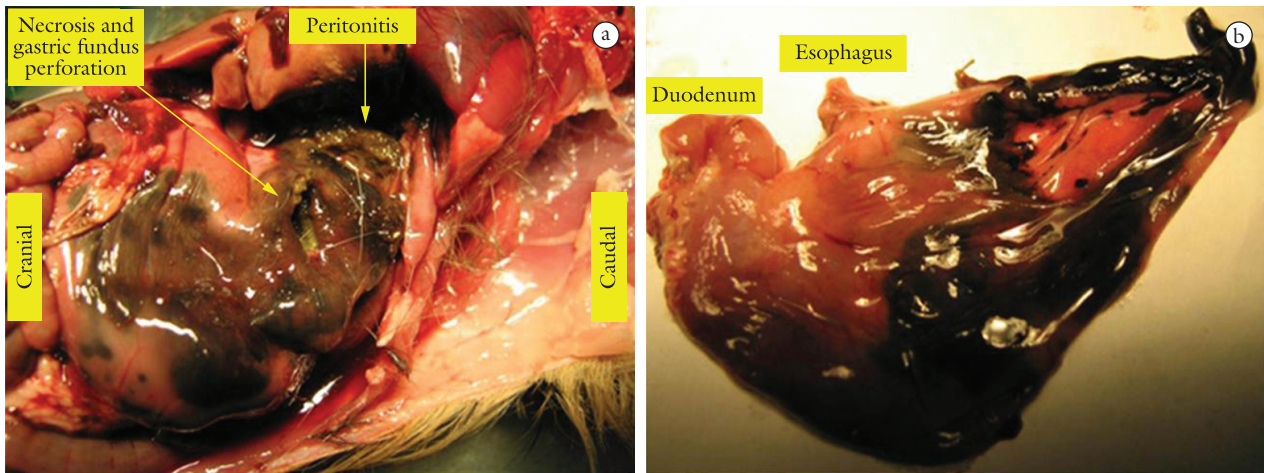 Necrosis and
gastric fundus
perforation
Peritonitis
a
Cranial
Caudal
Esophagus
Duodenum
b